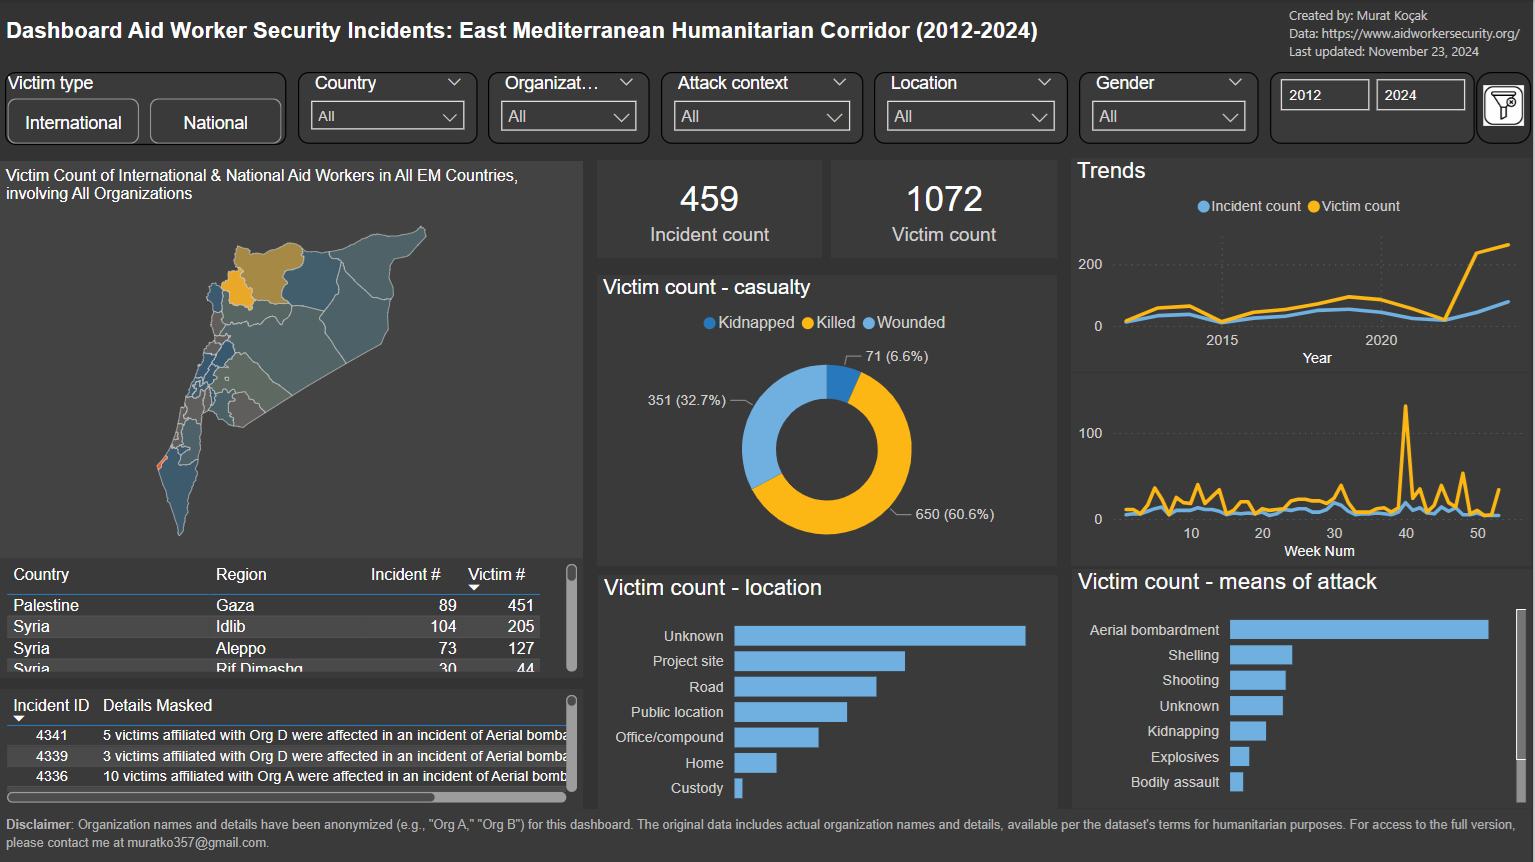 Dashboard Aid Worker Security Incidents: East Mediterranean Humanitarian Corridor (2012-2024)
Created by: Murat Koçak
Data: https://www.aidworkersecurity.org/
Last updated: November 23, 2024
Victim type
International
National
Country
All
Organizat...
All
Attack context
All
Location
All
Gender
All
2012
2024
Victim Count of International & National Aid Workers in All EM Countries,
involving All Organizations
459
Incident count
1072
Victim count
Victim count - casualty
Kidnapped Killed Wounded
71 (6.6%)
351 (32.7%)
650 (60.6%)
Trends
Incident count Victim count
200
0
2015 2020
Year
100
0
10 20 30 40 50
Week Num
Country Region Incident # Victim #
Palestine Gaza 89 451
Syria Idlib 104 205
Syria Aleppo 73 127
Syria Rif Dimashq 30 44
Incident ID Details Masked
4341 5 victims affiliated with Org D were affected in an incident of Aerial bomba
4339 3 victims affiliated with Org D were affected in an incident of Aerial bomba
4336 10 victims affiliated with Org A were affected in an incident of Aerial bomb
Victim count - location
Unknown
Project site
Road
Public location
Office/compound
Home
Custody
Victim count - means of attack
Aerial bombardment
Shelling
Shooting
Unknown
Kidnapping
Explosives
Bodily assault
Disclaimer: Organization names and details have been anonymized (e.g., "Org A," "Org B") for this dashboard. The original data includes actual organization names and details, available per the dataset's terms for humanitarian purposes. For access to the full version,
please contact me at muratko357@gmail.com.